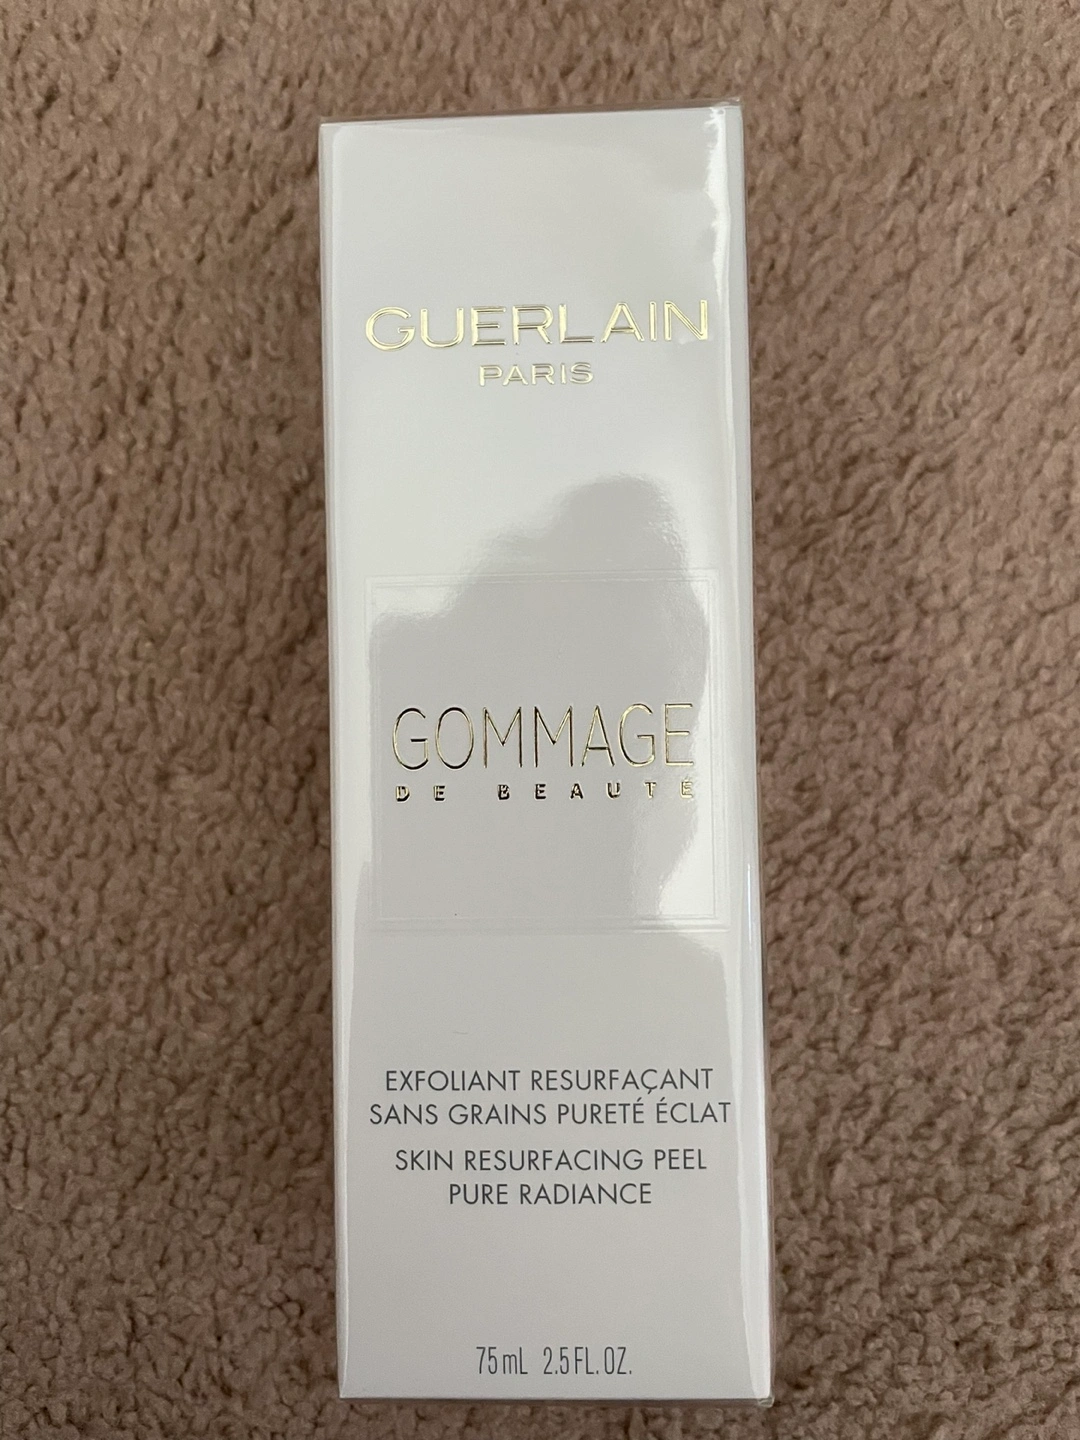 GUERLAIN
PARIS
GOMMAGE
DE BEAUTÉ
EXFOLIANT RESURFAÇANT
SANS GRAINS PURETÉ ÉCLAT
SKIN RESURFACING PEEL
PURE RADIANCE
75mL 2.5FL.OZ.